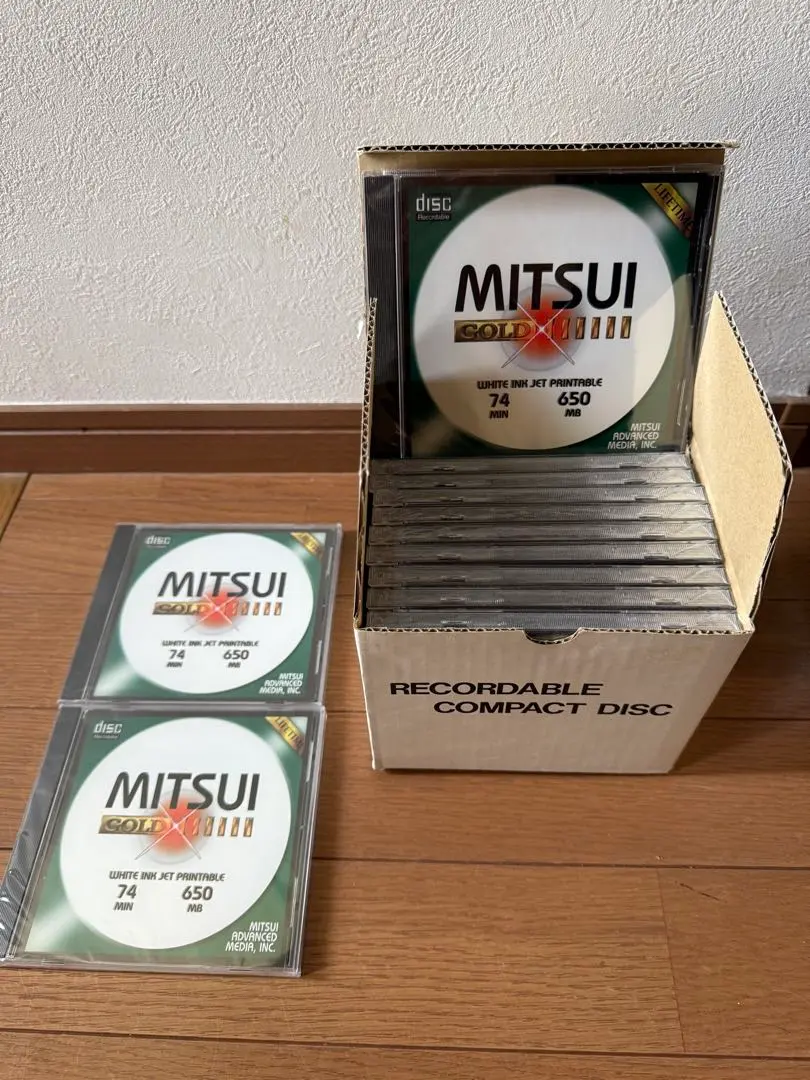 disc
Recordable
LIFETIME
MITSUI
GOLD
WHITE INK JET PRINTABLE
74 650
MIN MB
MITSUI
ADVANCED
MEDIA, INC.
RECORDABLE
COMPACT DISC
disc
MITSUI
GOLD
WHITE INK JET PRINTABLE
74 650
MIN MB
MITSUI
ADVANCED
MEDIA, INC.
disc
Recordable
LIFETIME
MITSUI
GOLD
WHITE INK JET PRINTABLE
74 650
MIN MB
MITSUI
ADVANCED
MEDIA, INC.